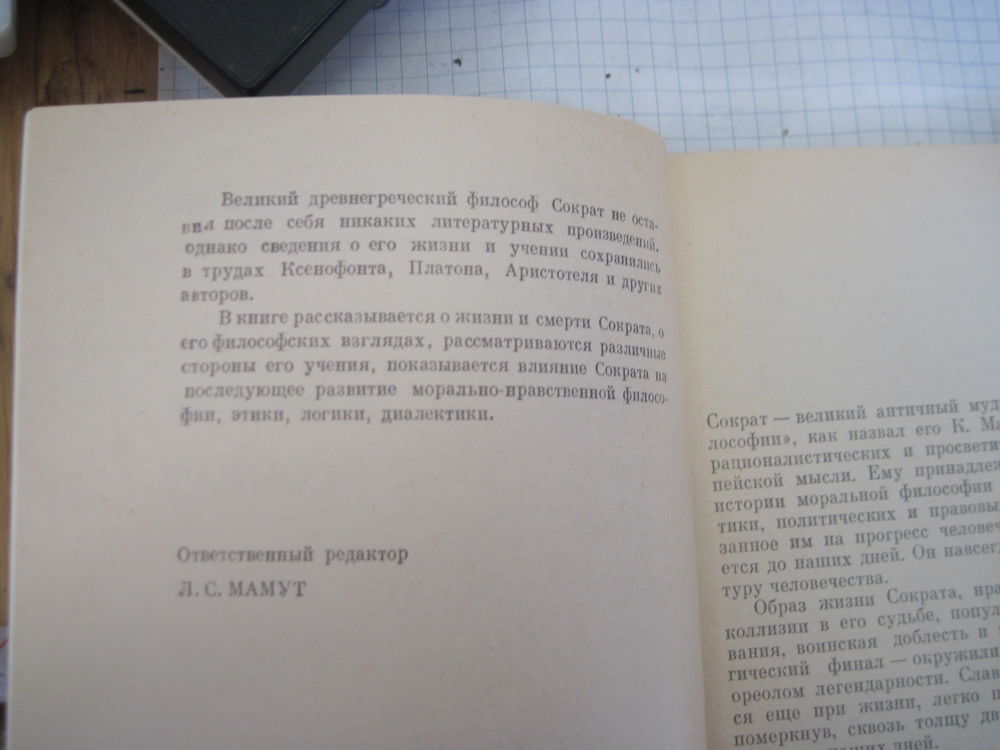 Великий древнегреческий философ Сократ не оста-
вил после себя никаких литературных произведений,
однако сведения о его жизни и учении сохранились
в трудах Ксенофонта, Платона, Аристотеля и других
авторов.
В книге рассказывается о жизни и смерти Сократа, о
его философских взглядах, рассматриваются различные
стороны его учения, показывается влияние Сократа на
последующее развитие морально-нравственной филосо-
фии, этики, логики, диалектики.
Ответственный редактор
Л. С. МАМУТ
Сократ — великий античный муд
лософии», как назвал его К. Ма
рационалистических и просвети
пейской мысли. Ему принадлеж
истории моральной философии
тики, политических и правовы
занное им на прогресс человеч
ется до наших дней. Он навсег
туру человечества.
Образ жизни Сократа, нра
коллизии в его судьбе, попул
вания, воинская доблесть и
гический финал — окружили
ореолом легендарности. Слав
ся еще при жизни, легко п
померкнув, сквозь толщу дв
дней.